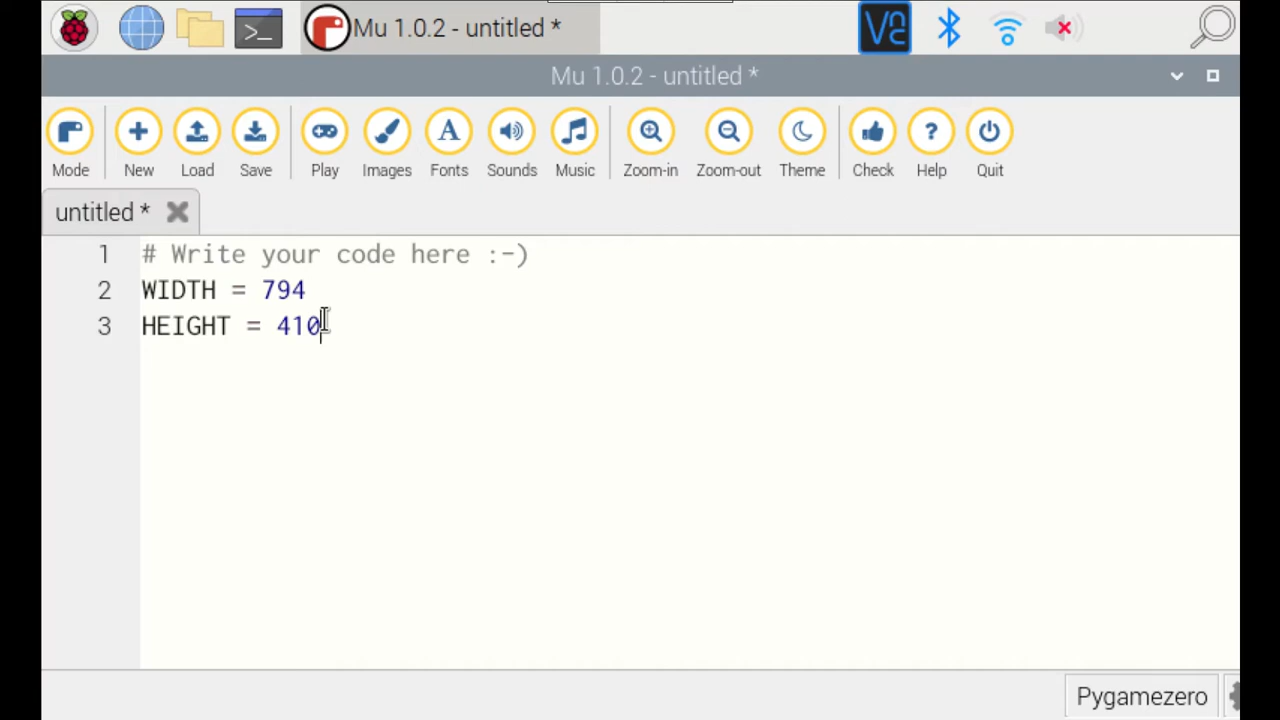 Mu 1.0.2 - untitled *
Mu 1.0.2 - untitled *
Mode New Load Save Play Images Fonts Sounds Music Zoom-in Zoom-out Theme Check Help Quit
untitled *
1 # Write your code here :-)
2 WIDTH = 794
3 HEIGHT = 410
Pygamezero